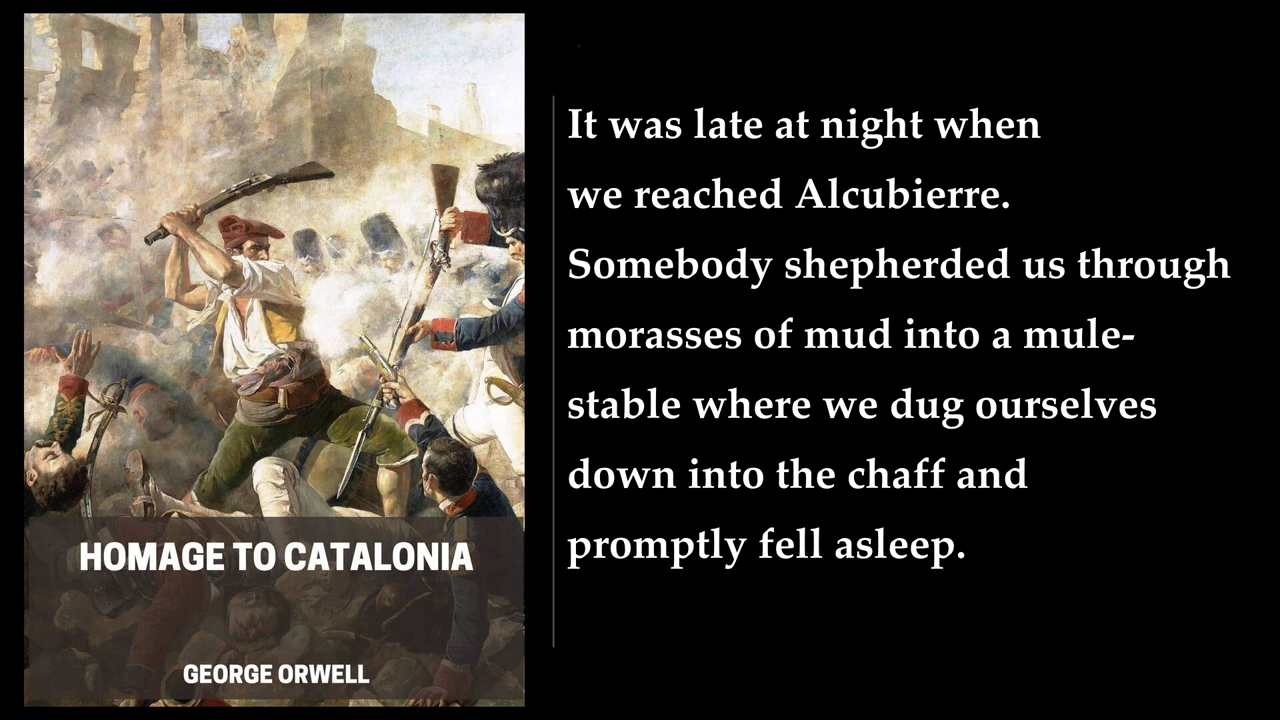 HOMAGE TO CATALONIA
GEORGE ORWELL
It was late at night when
we reached Alcubierre.
Somebody shepherded us through
morasses of mud into a mule-
stable where we dug ourselves
down into the chaff and
promptly fell asleep.